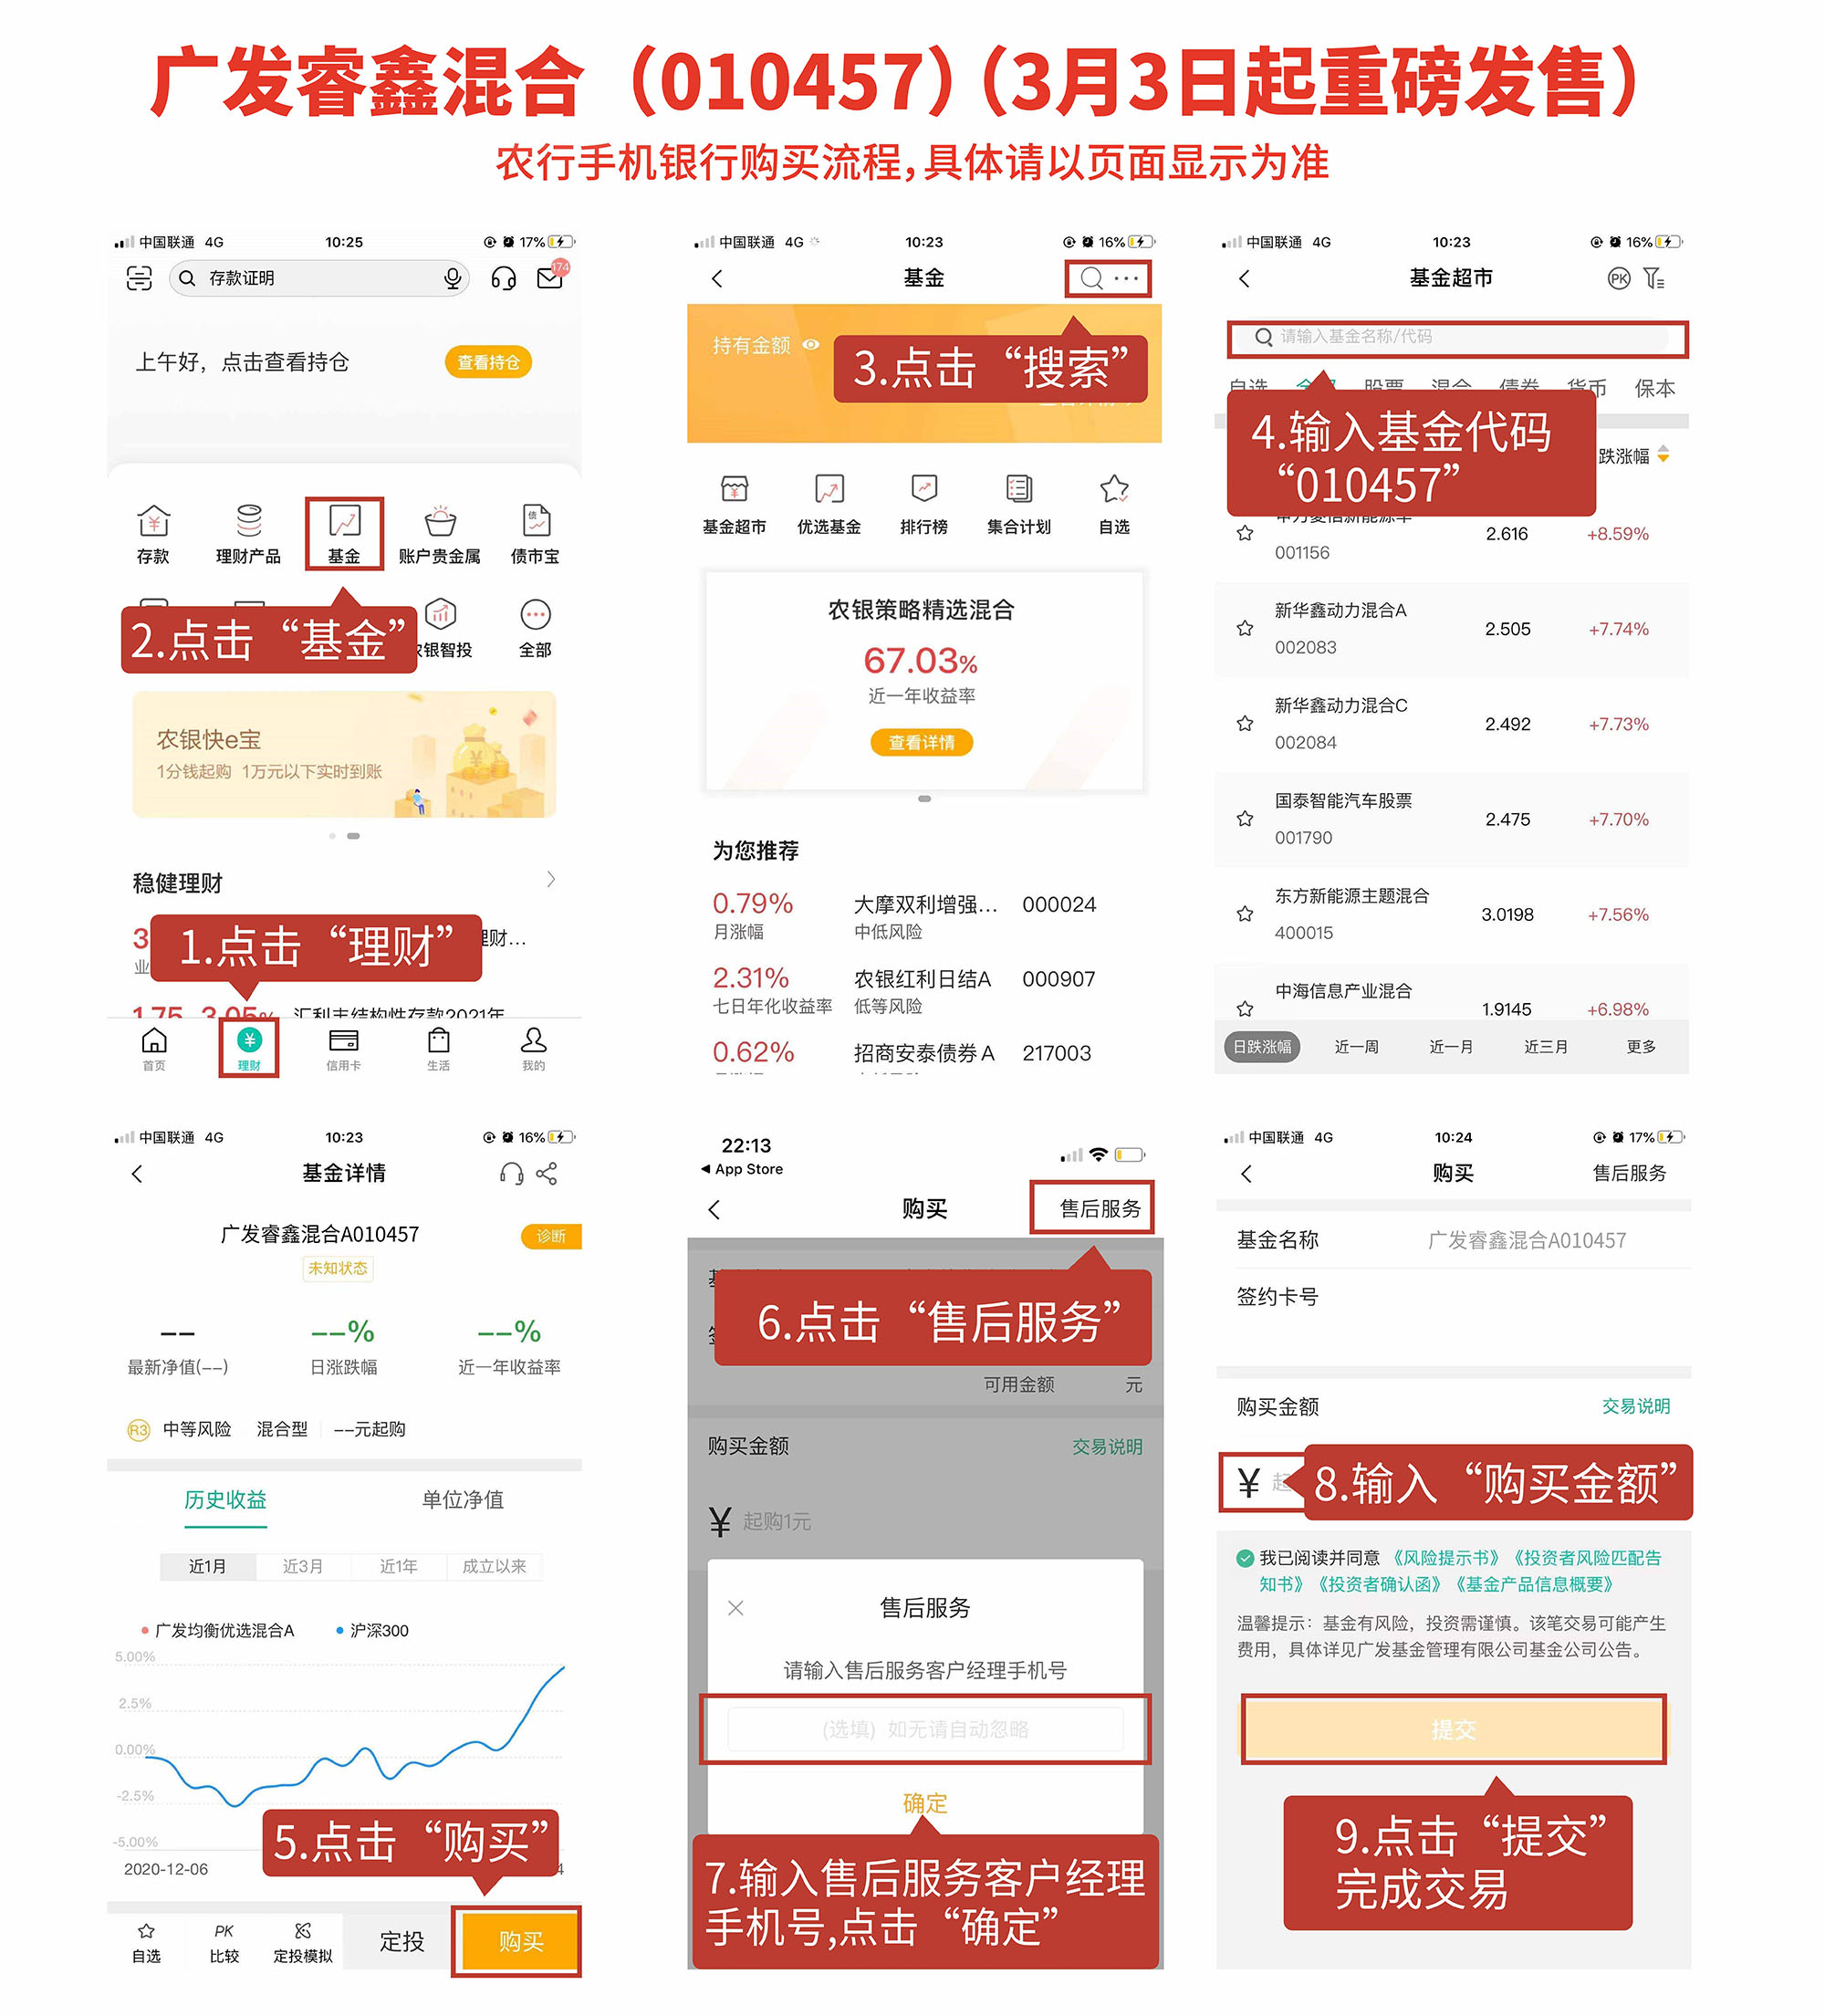 广发睿鑫混合（010457）（3月3日起重磅发售）
农行手机银行购买流程,具体请以页面显示为准
中国联通 4G 10:25 17%
存款证明
174
上午好，点击查看持仓 查看持仓
存款 理财产品 基金 账户贵金属 债市宝
2.点击“基金”
农银智投 全部
农银快e宝
1分钱起购 1万元以下实时到账
稳健理财
1.点击“理财”
理财...
汇利丰结构性存款2021年
首页 理财 信用卡 生活 我的
中国联通 4G 10:23 16%
基金
持有金额
3.点击“搜索”
基金超市 优选基金 排行榜 集合计划 自选
农银策略精选混合
67.03%
近一年收益率
查看详情
为您推荐
0.79% 大摩双利增强... 000024
月涨幅 中低风险
2.31% 农银红利日结A 000907
七日年化收益率 低等风险
0.62% 招商安泰债券A 217003
中国联通 4G 10:23 16%
基金超市
PK
请输入基金名称/代码
自选 股票 混合 债券 货币 保本
4.输入基金代码
“010457”
跌涨幅
2.616 +8.59%
001156
新华鑫动力混合A
2.505 +7.74%
002083
新华鑫动力混合C
2.492 +7.73%
002084
国泰智能汽车股票
2.475 +7.70%
001790
东方新能源主题混合
3.0198 +7.56%
400015
中海信息产业混合
1.9145 +6.98%
日跌涨幅 近一周 近一月 近三月 更多
中国联通 4G 10:23 16%
基金详情
广发睿鑫混合A010457 诊断
未知状态
-- --% --%
最新净值(--) 日涨跌幅 近一年收益率
R3 中等风险 混合型 --元起购
历史收益 单位净值
近1月 近3月 近1年 成立以来
广发均衡优选混合A 沪深300
5.00%
2.5%
0.00%
-2.5%
-5.00%
2020-12-06
5.点击“购买”
自选 PK 比较 定投模拟 定投 购买
22:13
App Store
购买 售后服务
6.点击“售后服务”
可用金额 元
购买金额 交易说明
¥ 起购1元
售后服务
请输入售后服务客户经理手机号
(选填) 如无请自动忽略
确定
7.输入售后服务客户经理
手机号,点击“确定”
中国联通 4G 10:24 17%
购买 售后服务
基金名称 广发睿鑫混合A010457
签约卡号
购买金额 交易说明
¥ 起
8.输入“购买金额”
我已阅读并同意《风险提示书》《投资者风险匹配告
知书》《投资者确认函》《基金产品信息概要》
温馨提示：基金有风险，投资需谨慎。该笔交易可能产生
费用，具体详见广发基金管理有限公司基金公司公告。
提交
9.点击“提交”
完成交易